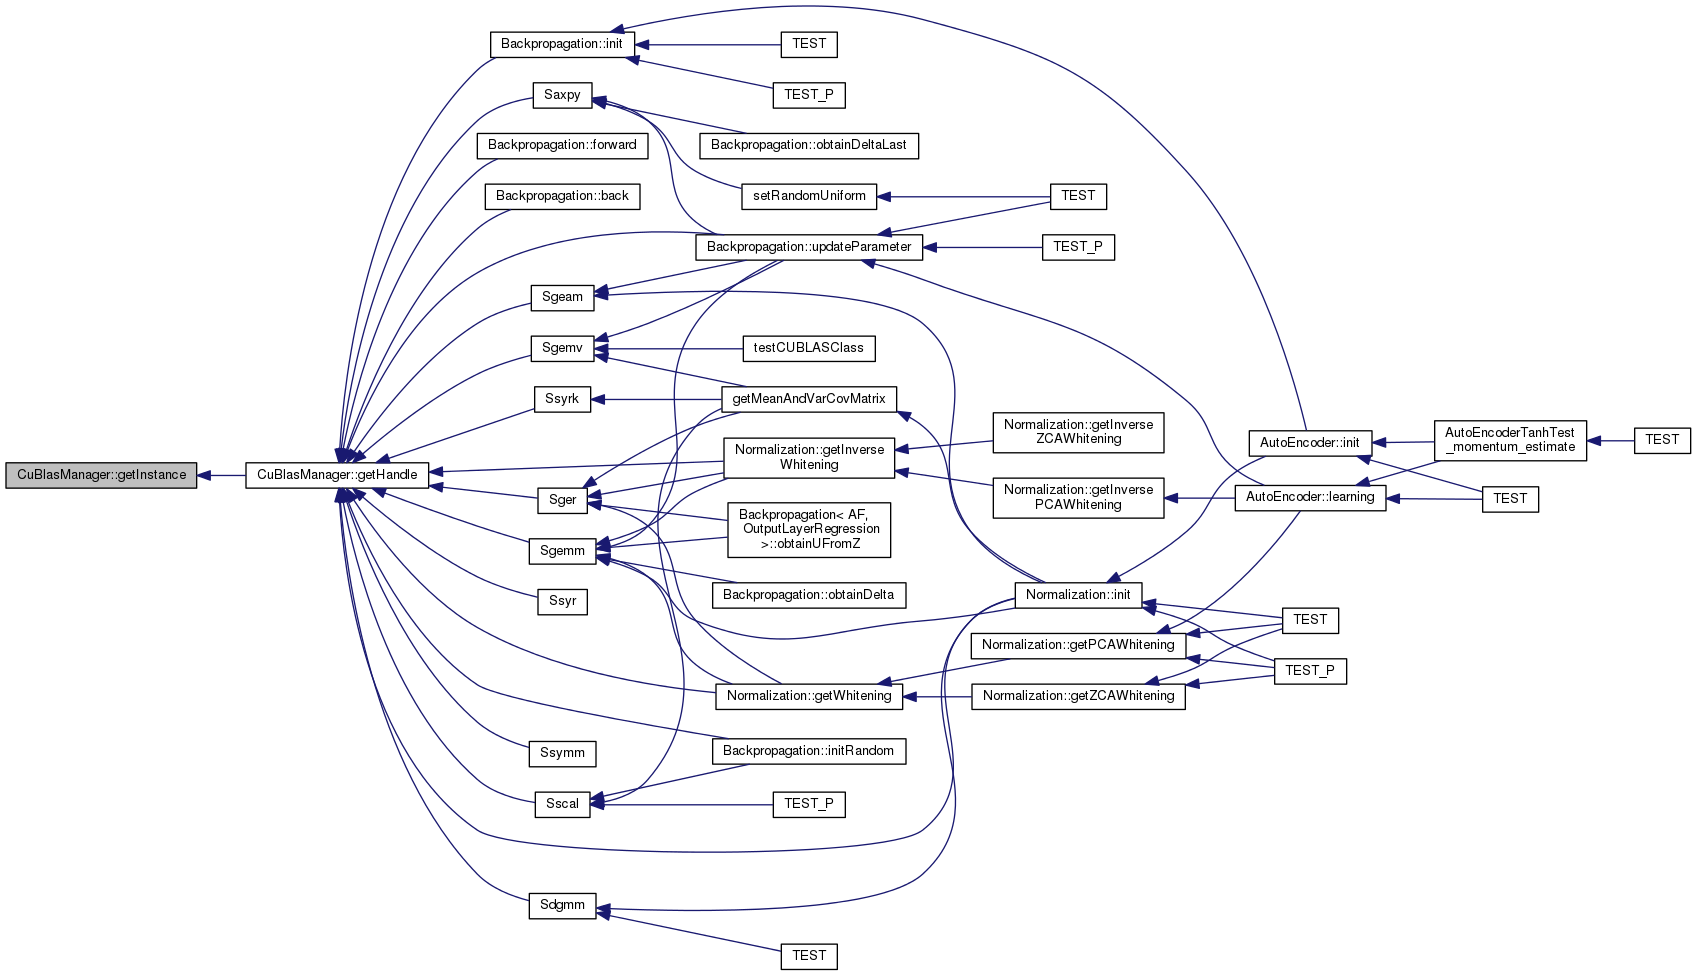 Backpropagation::init
TEST
TEST_P
Saxpy
Backpropagation::forward
Backpropagation::obtainDeltaLast
Backpropagation::back
setRandomUniform
TEST
Backpropagation::updateParameter
TEST_P
Sgeam
Sgemv
testCUBLASClass
Ssyrk
getMeanAndVarCovMatrix
Normalization::getInverse
ZCAWhitening
AutoEncoder::init
AutoEncoderTanhTest
_momentum_estimate
TEST
CuBlasManager::getInstance
CuBlasManager::getHandle
Normalization::getInverse
Whitening
Sger
Normalization::getInverse
PCAWhitening
AutoEncoder::learning
TEST
Backpropagation< AF,
OutputLayerRegression
>::obtainUFromZ
Sgemm
Backpropagation::obtainDelta
Ssyr
Normalization::init
TEST
Normalization::getPCAWhitening
TEST_P
Normalization::getWhitening
Normalization::getZCAWhitening
Backpropagation::initRandom
Ssymm
Sscal
TEST_P
Sdgmm
TEST